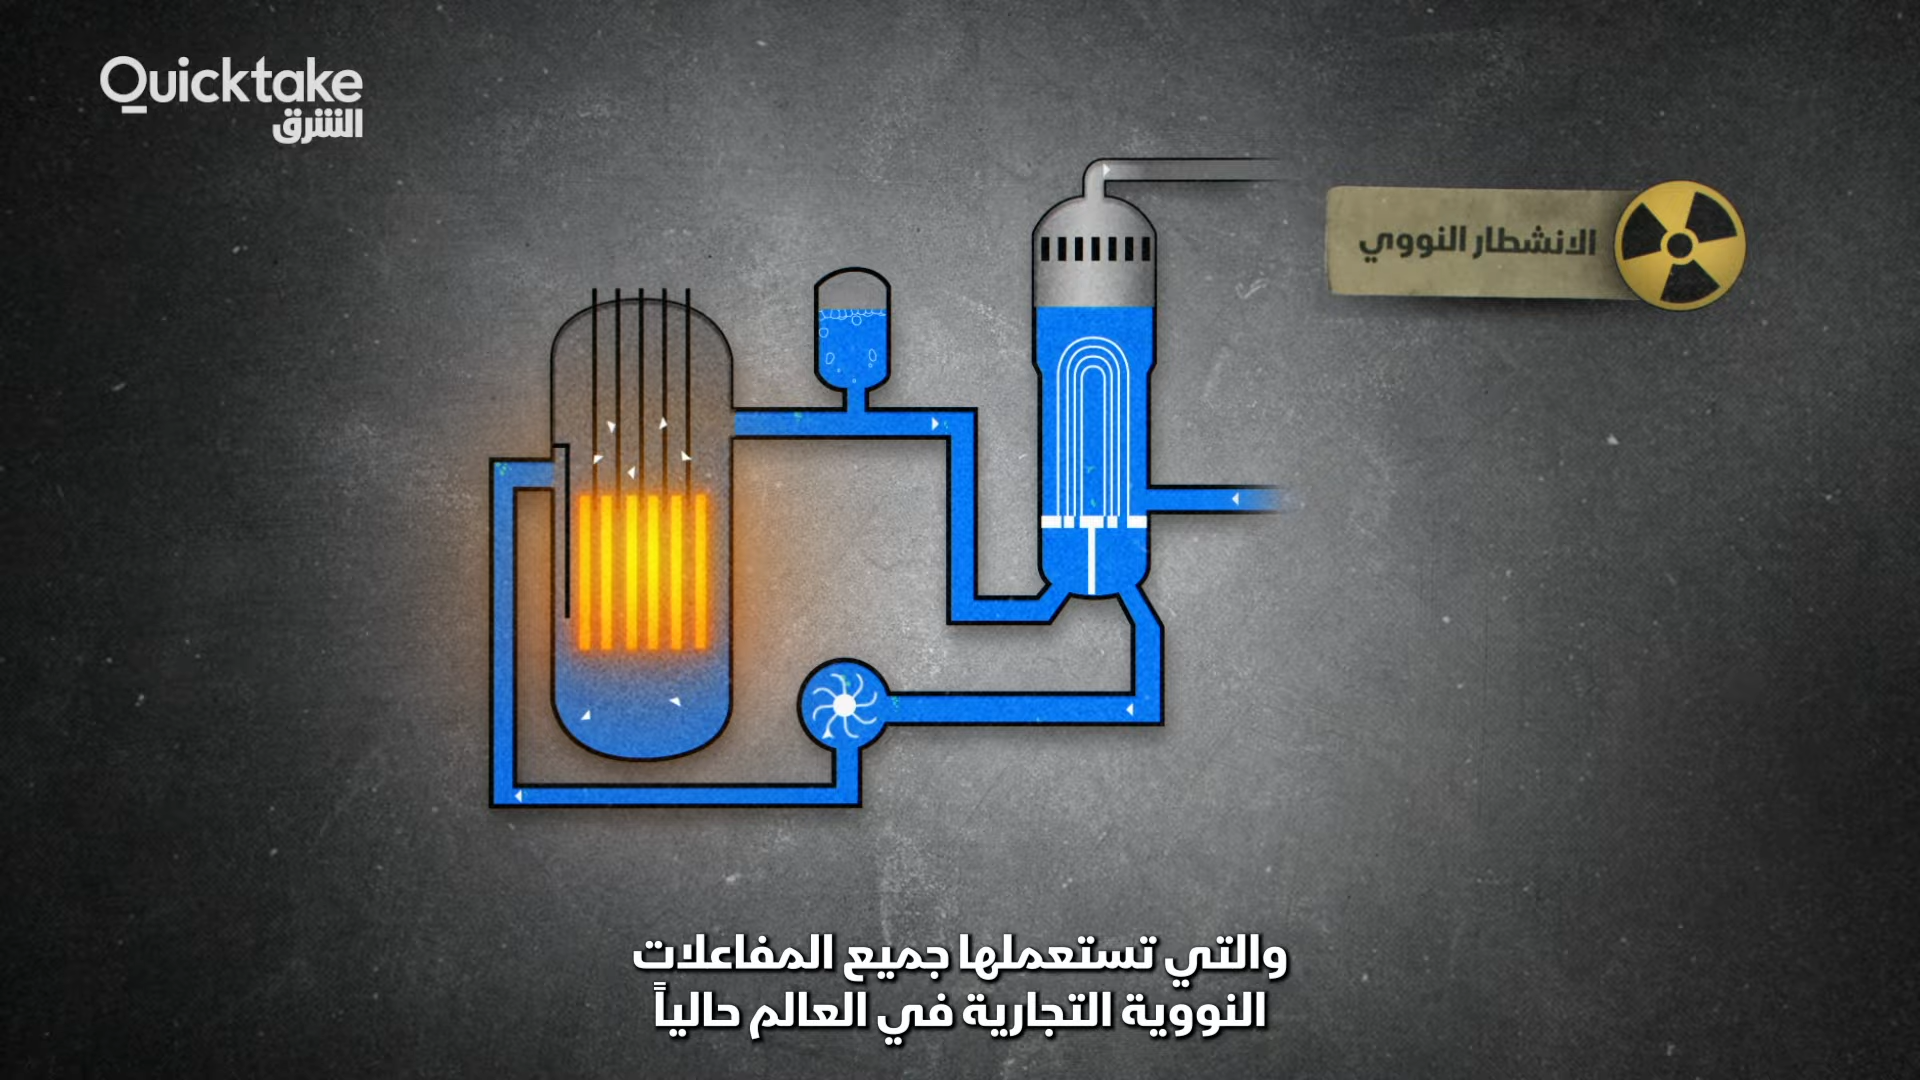 Quicktake
الشرق
الانشطار النووي
والتي تستعملها جميع المفاعلات
النووية التجارية في العالم حالياً